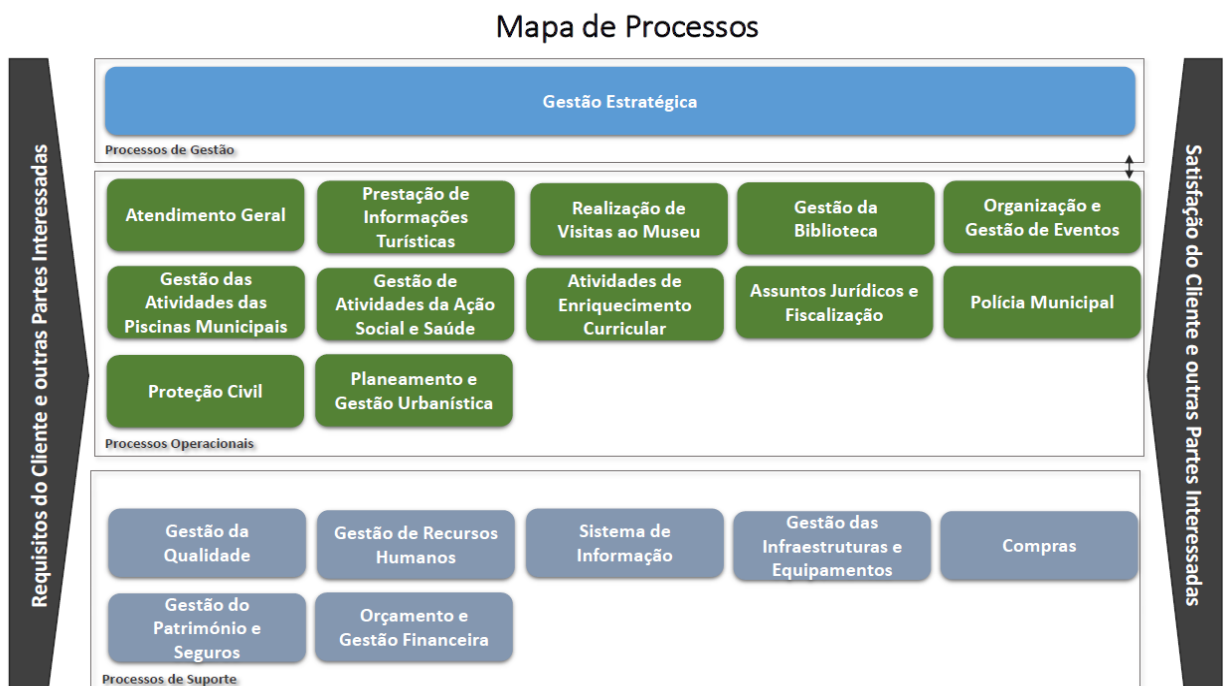 Mapa de Processos
Requisitos do Cliente e outras Partes Interessadas
Gestão Estratégica
Processos de Gestão
Atendimento Geral
Prestação de
Informações
Turísticas
Realização de
Visitas ao Museu
Gestão da
Biblioteca
Organização e
Gestão de Eventos
Gestão das
Atividades das
Piscinas Municipais
Gestão de
Atividades da Ação
Social e Saúde
Atividades de
Enriquecimento
Curricular
Assuntos Jurídicos e
Fiscalização
Polícia Municipal
Proteção Civil
Planeamento e
Gestão Urbanística
Processos Operacionais
Gestão da
Qualidade
Gestão de Recursos
Humanos
Sistema de
Informação
Gestão das
Infraestruturas e
Equipamentos
Compras
Gestão do
Património e
Seguros
Orçamento e
Gestão Financeira
Processos de Suporte
Satisfação do Cliente e outras Partes Interessadas